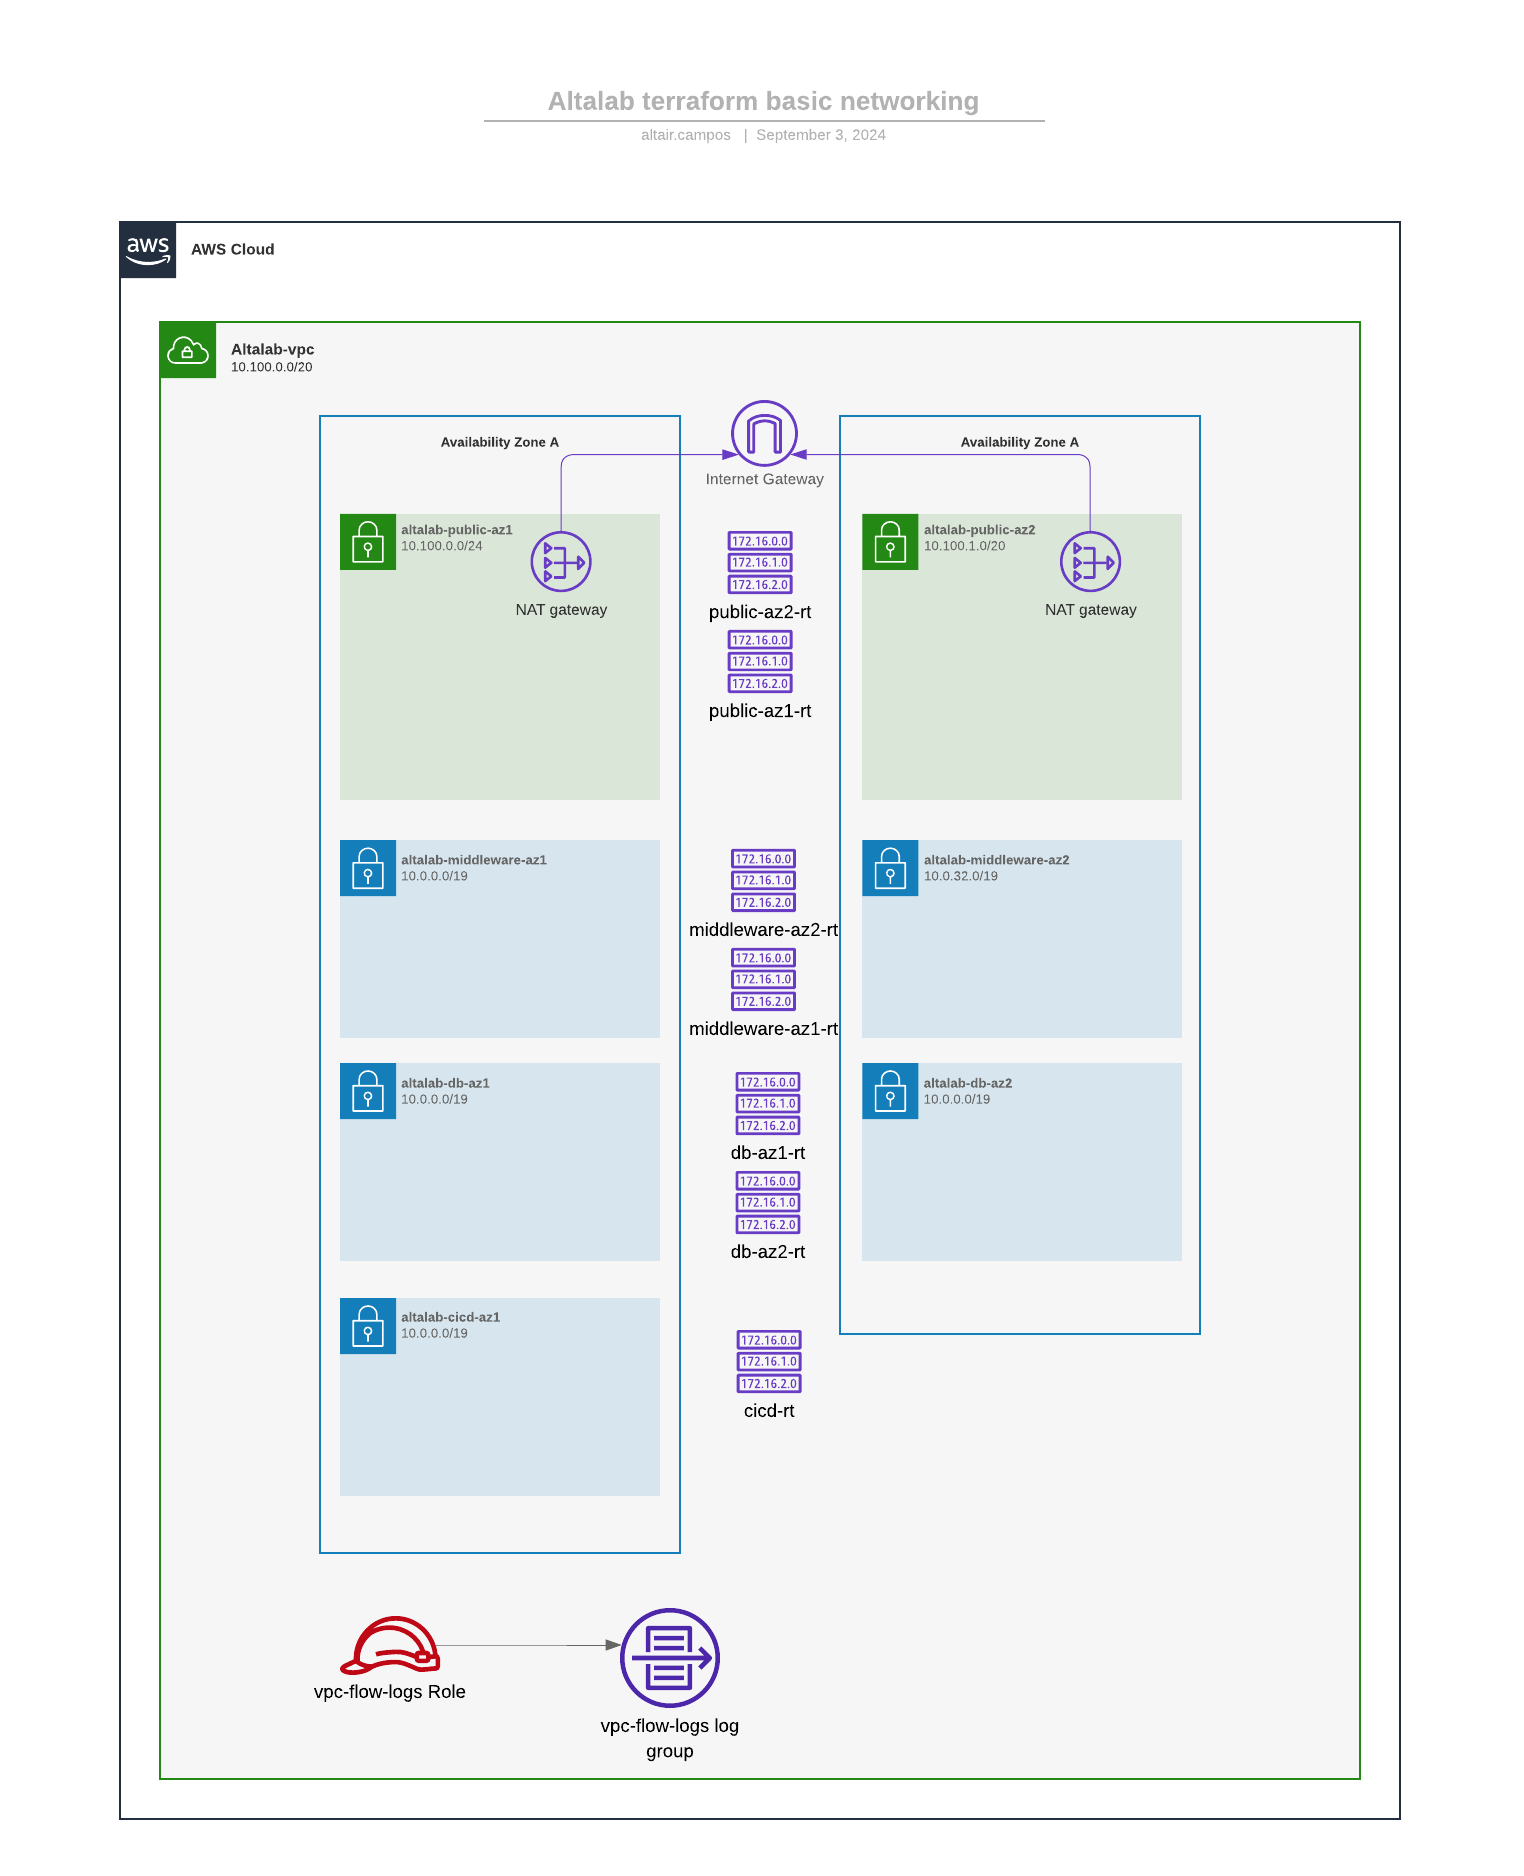 Altalab terraform basic networking
altair.campos | September 3, 2024
aws
AWS Cloud
Altalab-vpc
10.100.0.0/20
Availability Zone A
Internet Gateway
Availability Zone A
altalab-public-az1
10.100.0.0/24
NAT gateway
172.16.0.0
172.16.1.0
172.16.2.0
public-az2-rt
172.16.0.0
172.16.1.0
172.16.2.0
public-az1-rt
altalab-public-az2
10.100.1.0/20
NAT gateway
altalab-middleware-az1
10.0.0.0/19
172.16.0.0
172.16.1.0
172.16.2.0
middleware-az2-rt
172.16.0.0
172.16.1.0
172.16.2.0
middleware-az1-rt
altalab-middleware-az2
10.0.32.0/19
altalab-db-az1
10.0.0.0/19
172.16.0.0
172.16.1.0
172.16.2.0
db-az1-rt
172.16.0.0
172.16.1.0
172.16.2.0
db-az2-rt
altalab-db-az2
10.0.0.0/19
altalab-cicd-az1
10.0.0.0/19
172.16.0.0
172.16.1.0
172.16.2.0
cicd-rt
vpc-flow-logs Role
vpc-flow-logs log
group